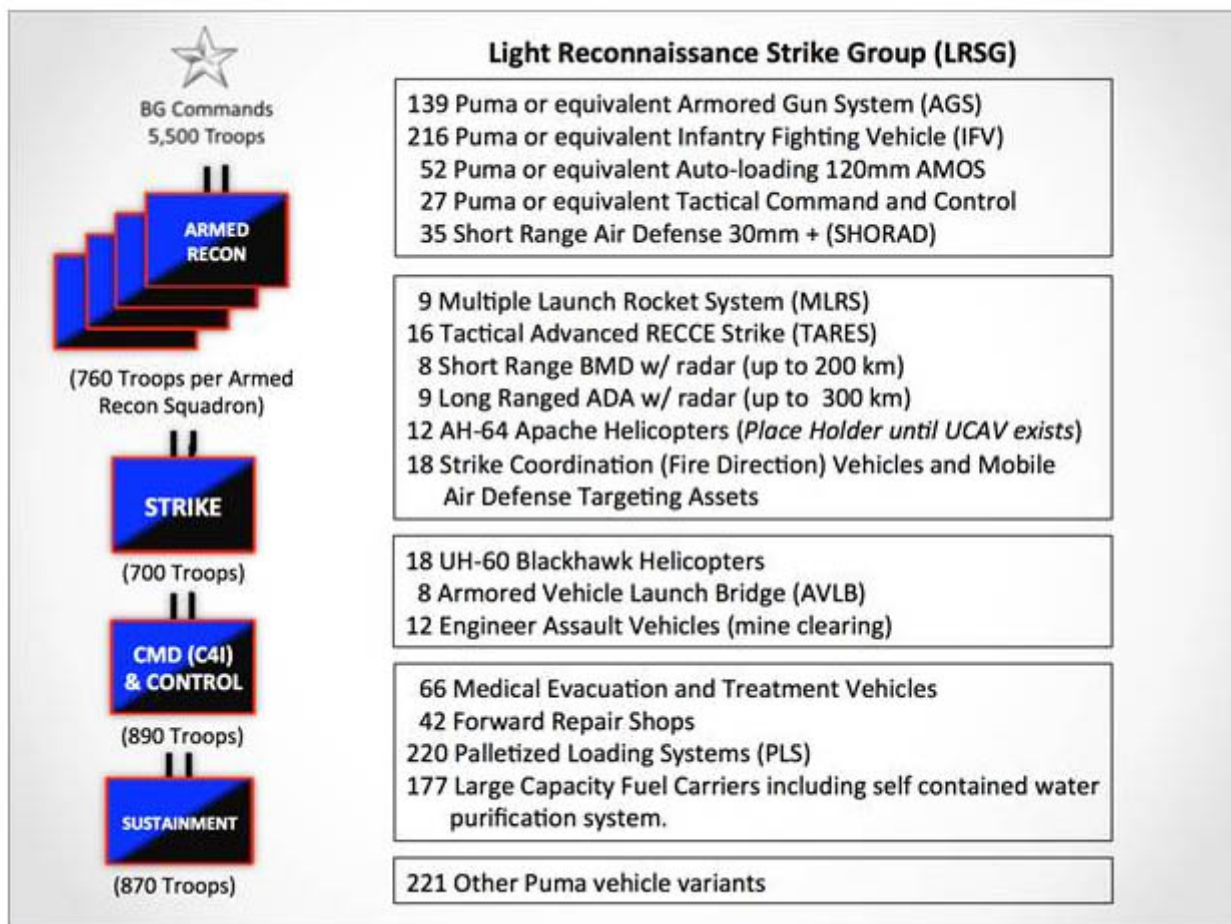 Light Reconnaissance Strike Group (LRSG)
BG Commands
5,500 Troops
ARMED
RECON
(760 Troops per Armed
Recon Squadron)
STRIKE
(700 Troops)
CMD (C4I)
& CONTROL
(890 Troops)
SUSTAINMENT
(870 Troops)
139 Puma or equivalent Armored Gun System (AGS)
216 Puma or equivalent Infantry Fighting Vehicle (IFV)
52 Puma or equivalent Auto-loading 120mm AMOS
27 Puma or equivalent Tactical Command and Control
35 Short Range Air Defense 30mm + (SHORAD)
9 Multiple Launch Rocket System (MLRS)
16 Tactical Advanced RECCE Strike (TARES)
8 Short Range BMD w/ radar (up to 200 km)
9 Long Ranged ADA w/ radar (up to 300 km)
12 AH-64 Apache Helicopters (Place Holder until UCAV exists)
18 Strike Coordination (Fire Direction) Vehicles and Mobile
Air Defense Targeting Assets
18 UH-60 Blackhawk Helicopters
8 Armored Vehicle Launch Bridge (AVLB)
12 Engineer Assault Vehicles (mine clearing)
66 Medical Evacuation and Treatment Vehicles
42 Forward Repair Shops
220 Palletized Loading Systems (PLS)
177 Large Capacity Fuel Carriers including self contained water
purification system.
221 Other Puma vehicle variants